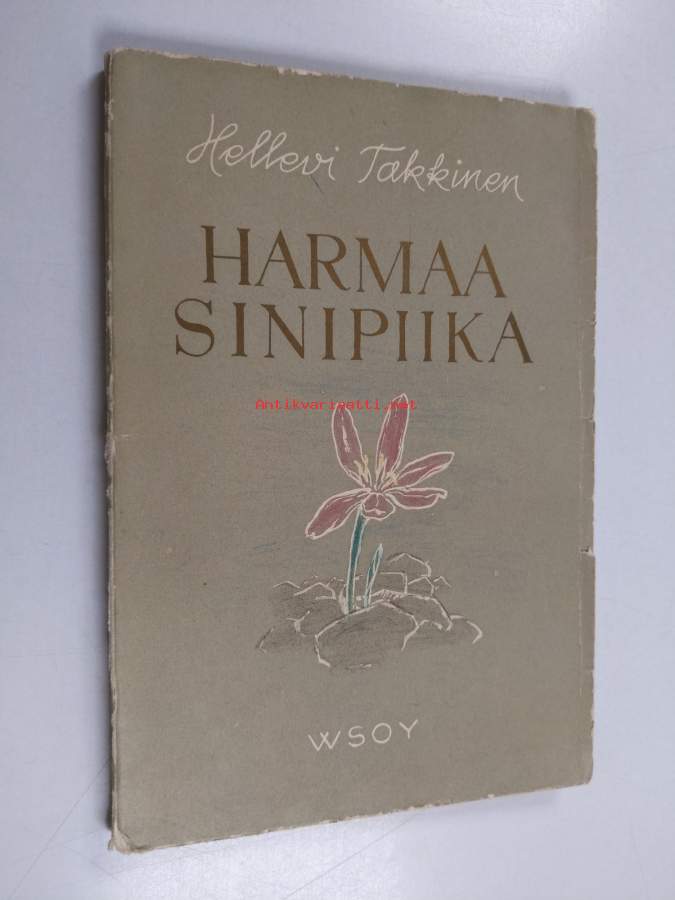 Hellevi Takkinen
HARMAA
SINIPIIKA
Antikvariaatti.net
WSOY